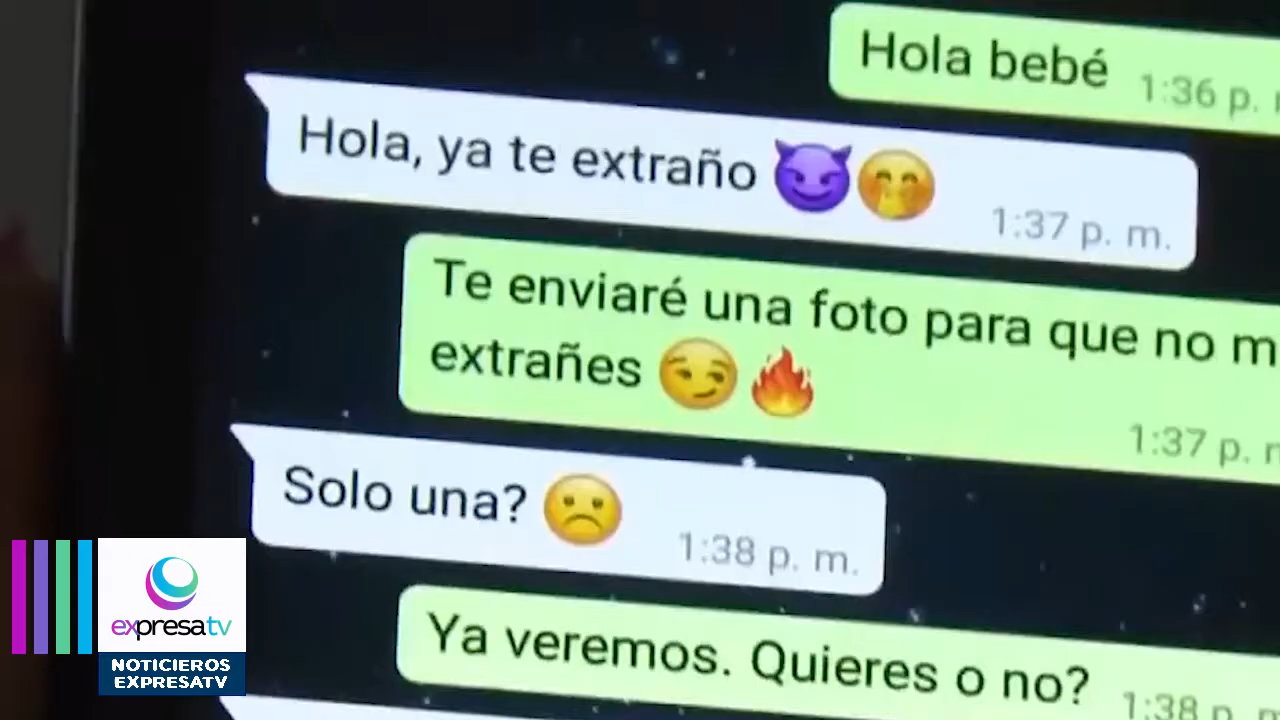 Hola bebé
1:36 p.
Hola, ya te extraño 😈🤭
1:37 p. m.
Te enviaré una foto para que no m
extrañes 😏🔥
1:37 p.
Solo una? ☹️
1:38 p. m.
Ya veremos. Quieres o no?
1:38 p.
expresatv
NOTICIEROS
EXPRESATV